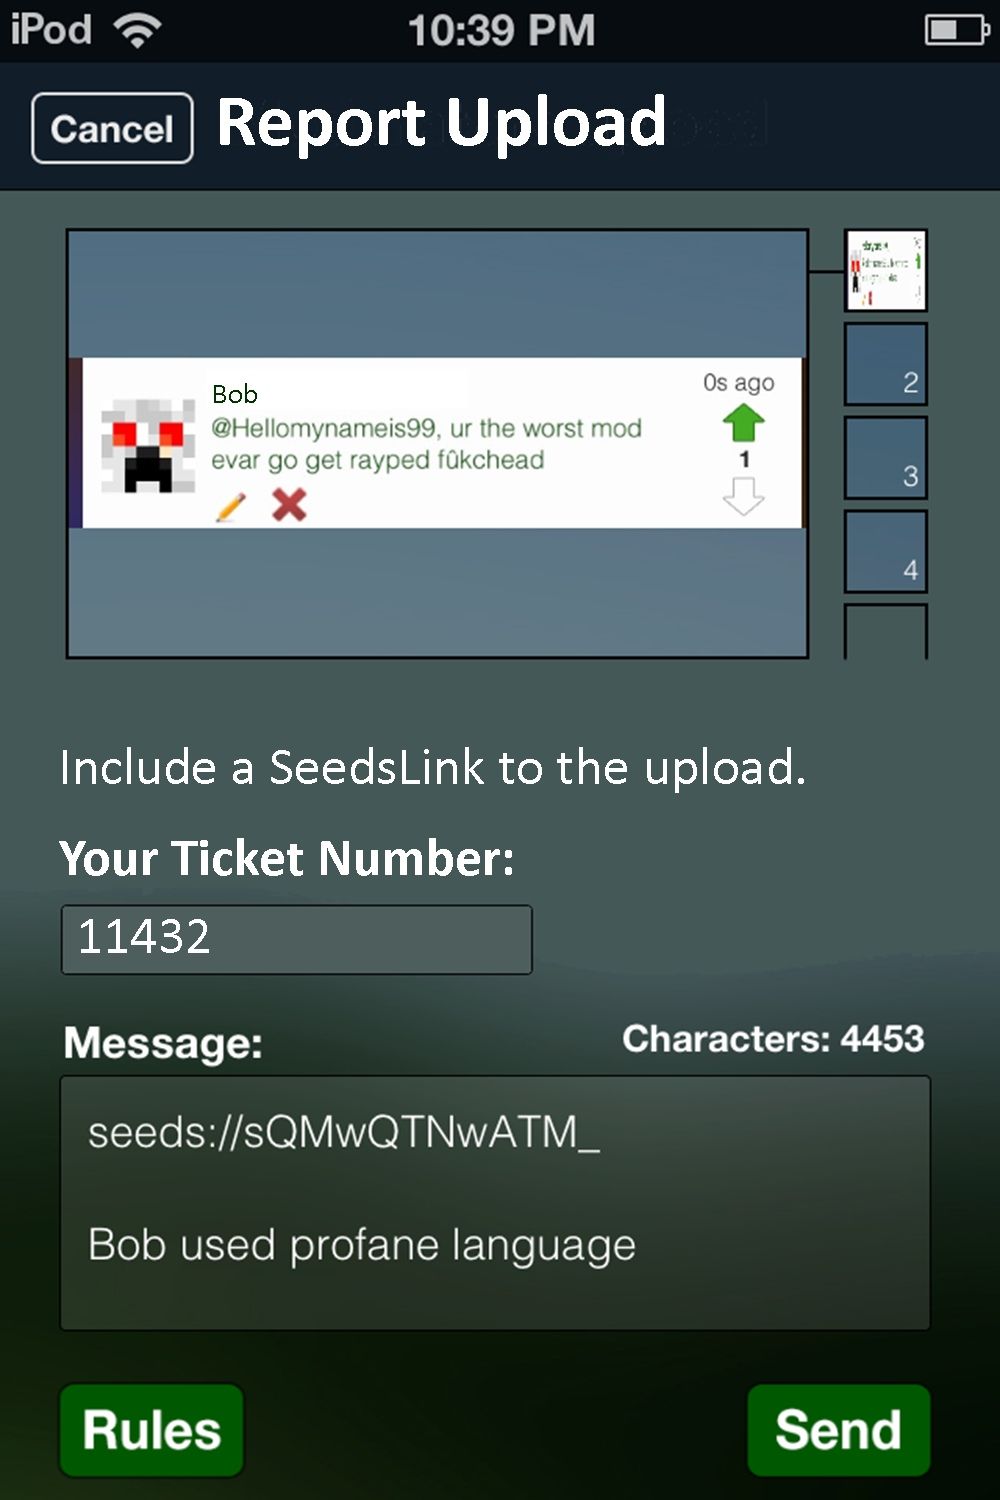 iPod 10:39 PM
Cancel Report Upload
Bob
0s ago
@Hellomynameis99, ur the worst mod
evar go get rayped fûkchead
1
2
3
4
Include a SeedsLink to the upload.
Your Ticket Number:
11432
Message: Characters: 4453
seeds://sQMwQTNwATM_
Bob used profane language
Rules Send